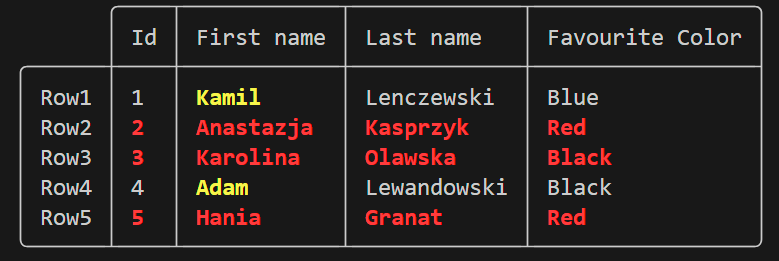 Id First name Last name Favourite Color
Row1 1 Kamil Lenczewski Blue
Row2 2 Anastazja Kasprzyk Red
Row3 3 Karolina Olawska Black
Row4 4 Adam Lewandowski Black
Row5 5 Hania Granat Red